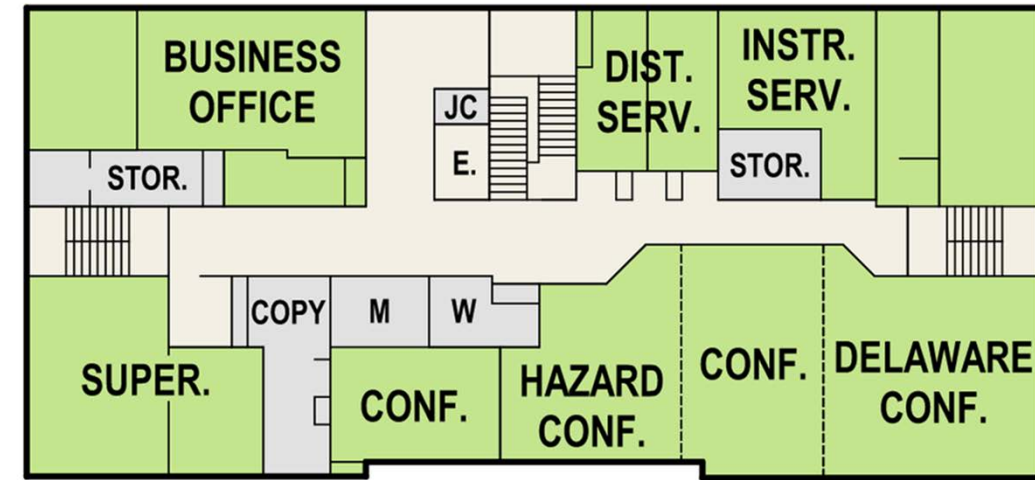 BUSINESS
OFFICE
JC
E.
DIST.
SERV.
INSTR.
SERV.
STOR.
STOR.
COPY
M
W
SUPER.
CONF.
HAZARD
CONF.
CONF.
DELAWARE
CONF.